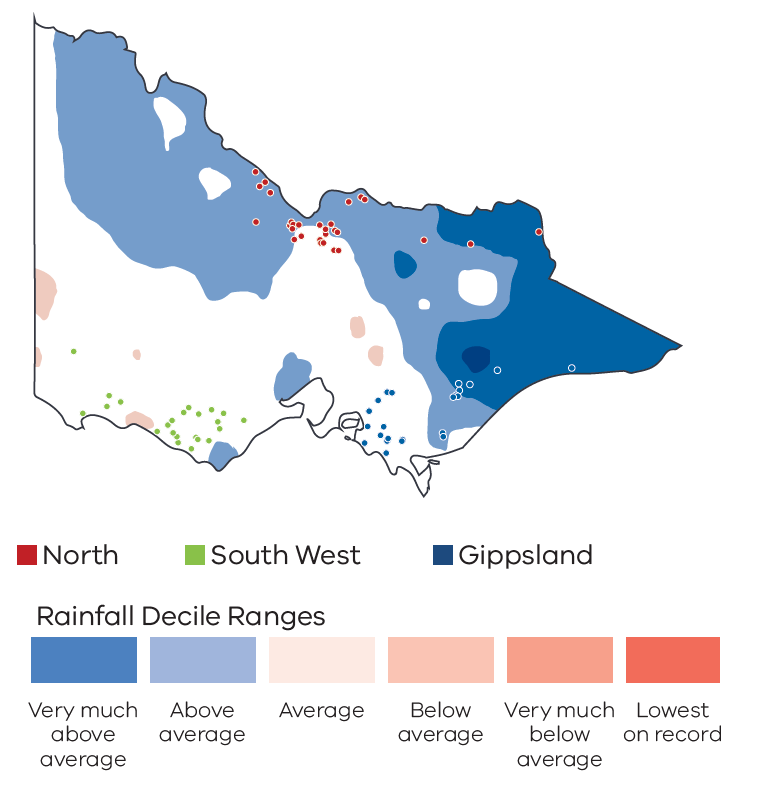 North
South West
Gippsland
Rainfall Decile Ranges
Very much
above
average
Above
average
Average
Below
average
Very much
below
average
Lowest
on record